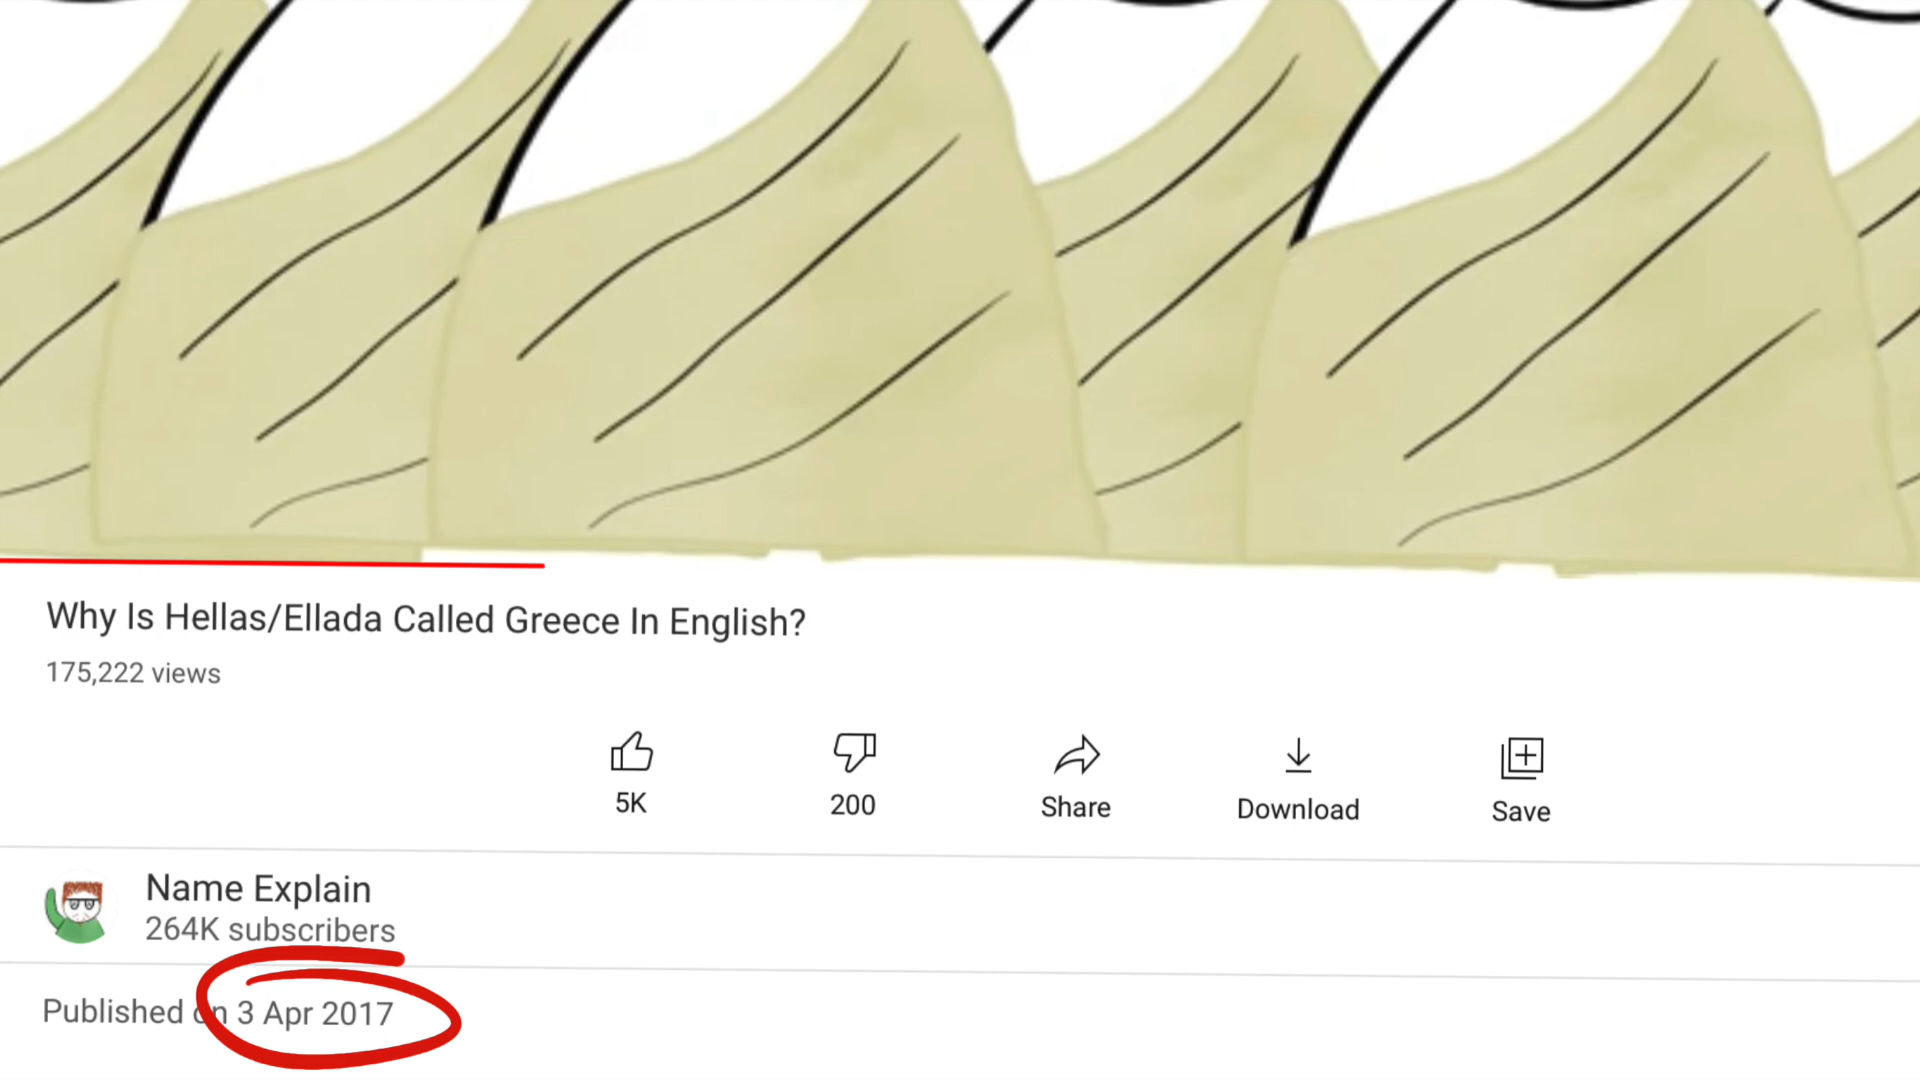 Why Is Hellas/Ellada Called Greece In English?
175,222 views
5K
200
Share
Download
Save
Name Explain
264K subscribers
Published on 3 Apr 2017